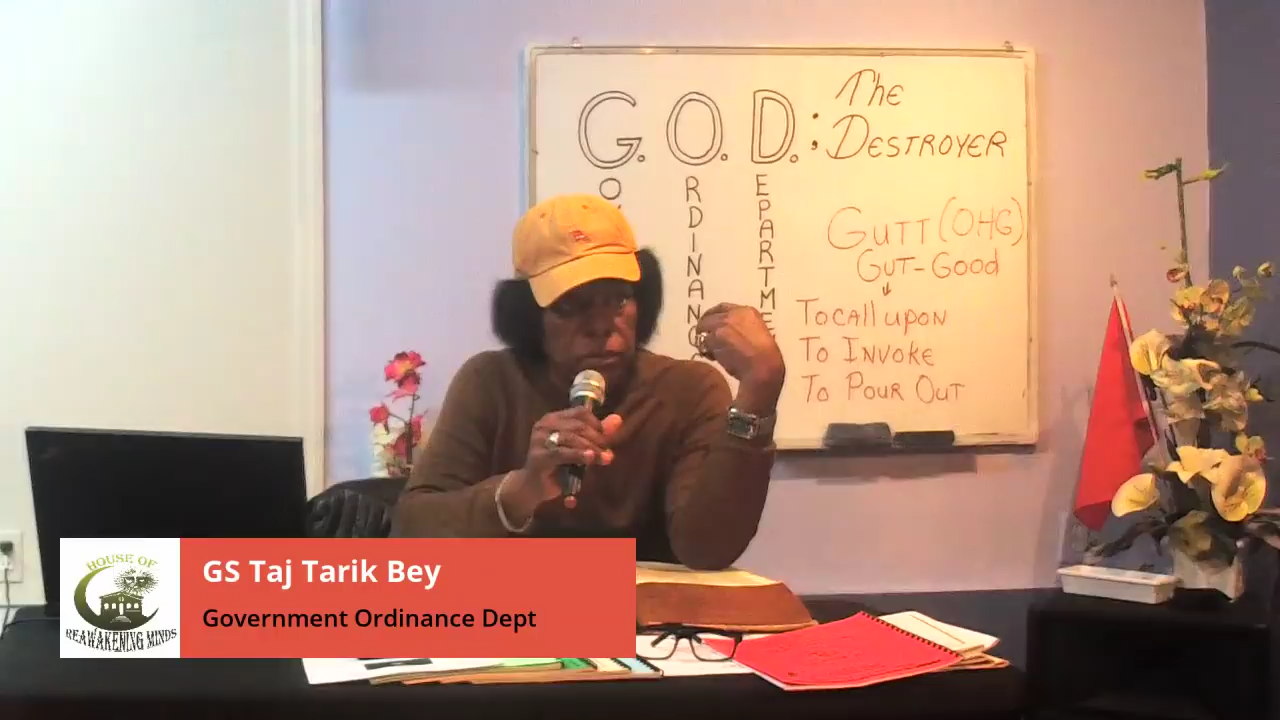 G. O. D. : The
DESTROYER
RDINANC
EPARTME
GUTT (OHG)
GUT-GOOD
TO CALL UPON
TO INVOKE
TO POUR OUT
GS Taj Tarik Bey
Government Ordinance Dept
HOUSE OF
REAWAKENING MINDS